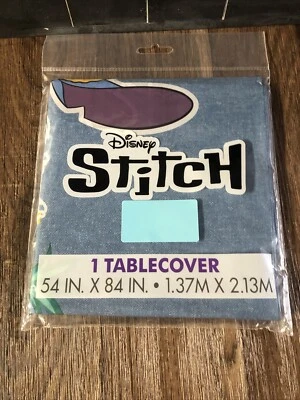 Disney
Stitch
1 TABLECOVER
54 IN. X 84 IN. • 1.37M X 2.13M